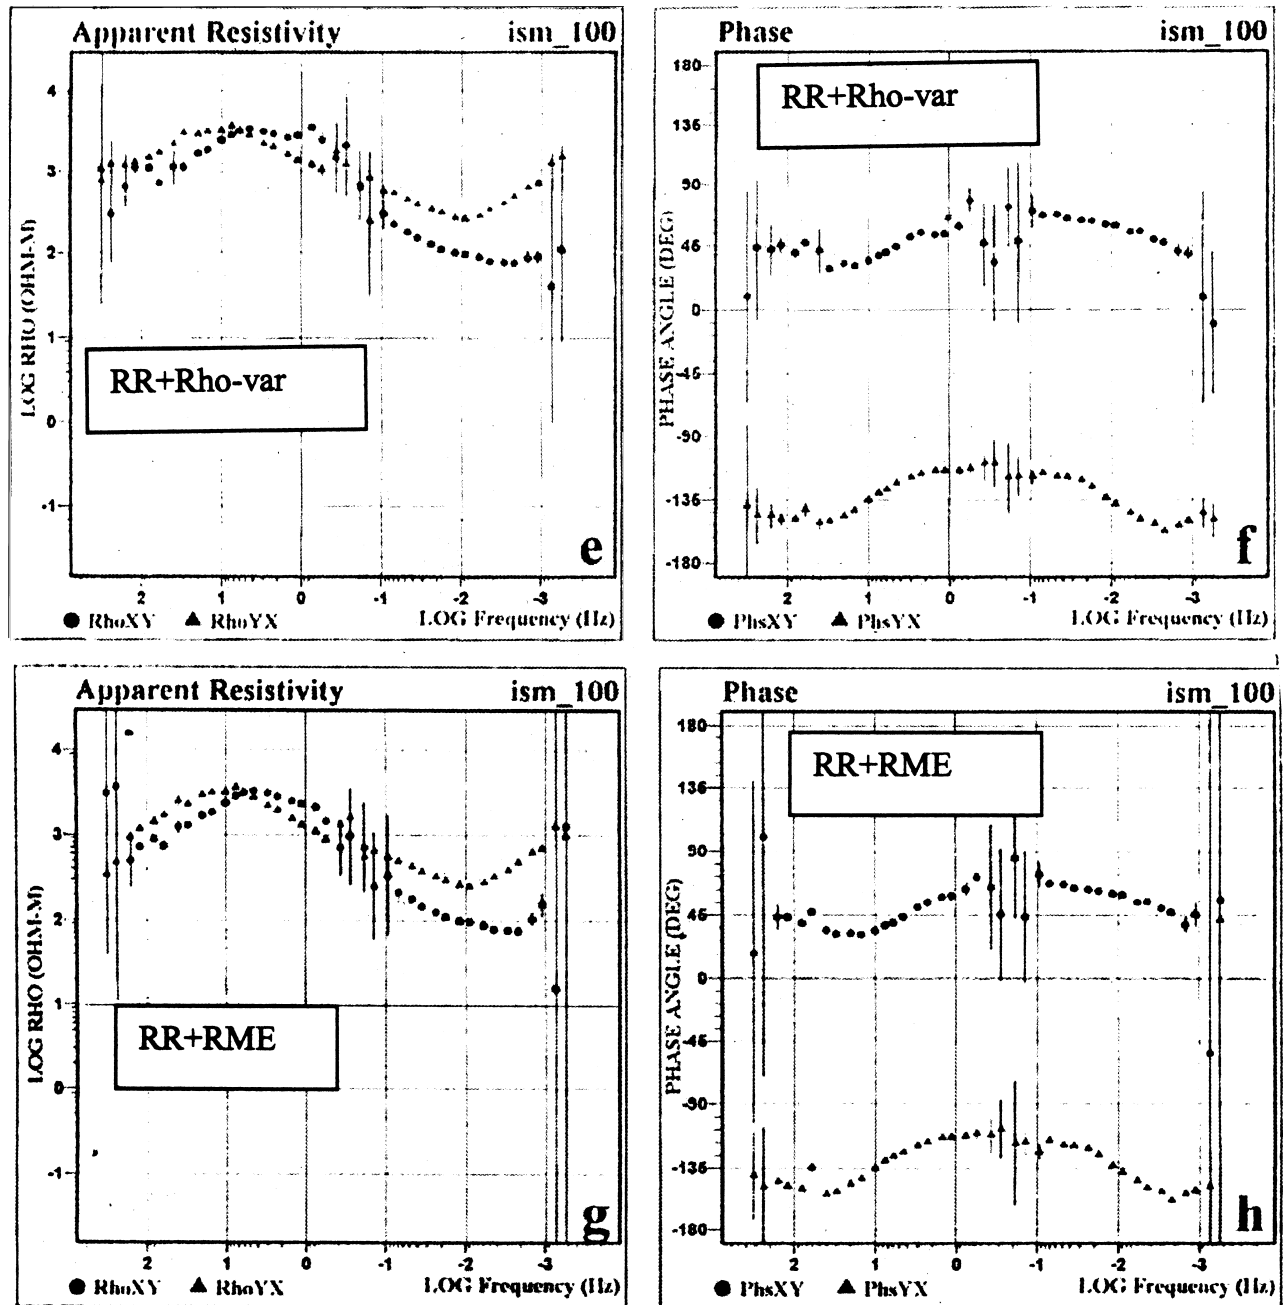 Apparent Resistivity ism_100
4
3
2
1
0
-1
LOG RHO (OHM-M)
RR+Rho-var
e
2 1 0 -1 -2 -3
RhoXY RhoYX LOG Frequency (Hz)
Phase ism_100
180
136
90
46
0
-46
-90
-136
-180
PHASE ANGLE (DEG)
RR+Rho-var
f
2 1 0 -1 -2 -3
PhsXY PhsYX LOG Frequency (Hz)
Apparent Resistivity ism_100
4
3
2
1
0
-1
LOG RHO (OHM-M)
RR+RME
g
2 1 0 -1 -2 -3
RhoXY RhoYX LOG Frequency (Hz)
Phase ism_100
180
136
90
46
0
-46
-90
-136
-180
PHASE ANGLE (DEG)
RR+RME
h
2 1 0 -1 -2 -3
PhsXY PhsYX LOG Frequency (Hz)